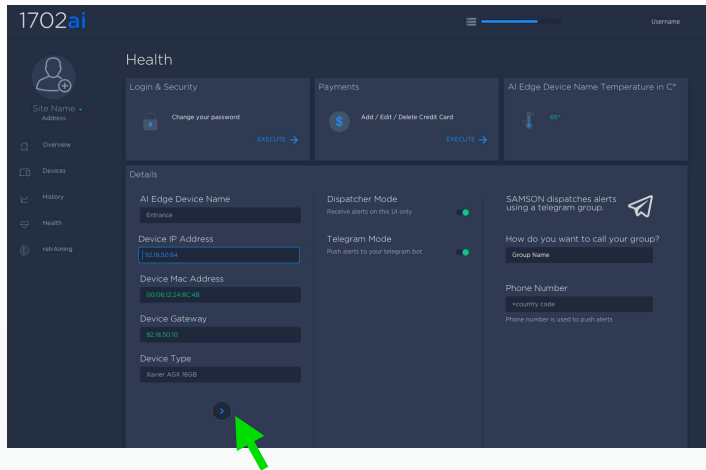 1702ai
Username
Health
Site Name
Address
Overview
Devices
History
Health
retrAIning
Login & Security
Change your password
EXECUTE
Payments
Add / Edit / Delete Credit Card
EXECUTE
AI Edge Device Name Temperature in C°
65°
Details
AI Edge Device Name
Entrance
Device IP Address
92.18.50.64
Device Mac Address
00:06:12:24:8C:4B
Device Gateway
92.18.50.10
Device Type
Xavier AGX 16GB
Dispatcher Mode
Receive alerts on this UI only
Telegram Mode
Push alerts to your telegram bot
SAMSON dispatches alerts
using a telegram group.
How do you want to call your group?
Group Name
Phone Number
+country code
Phone number is used to push alerts